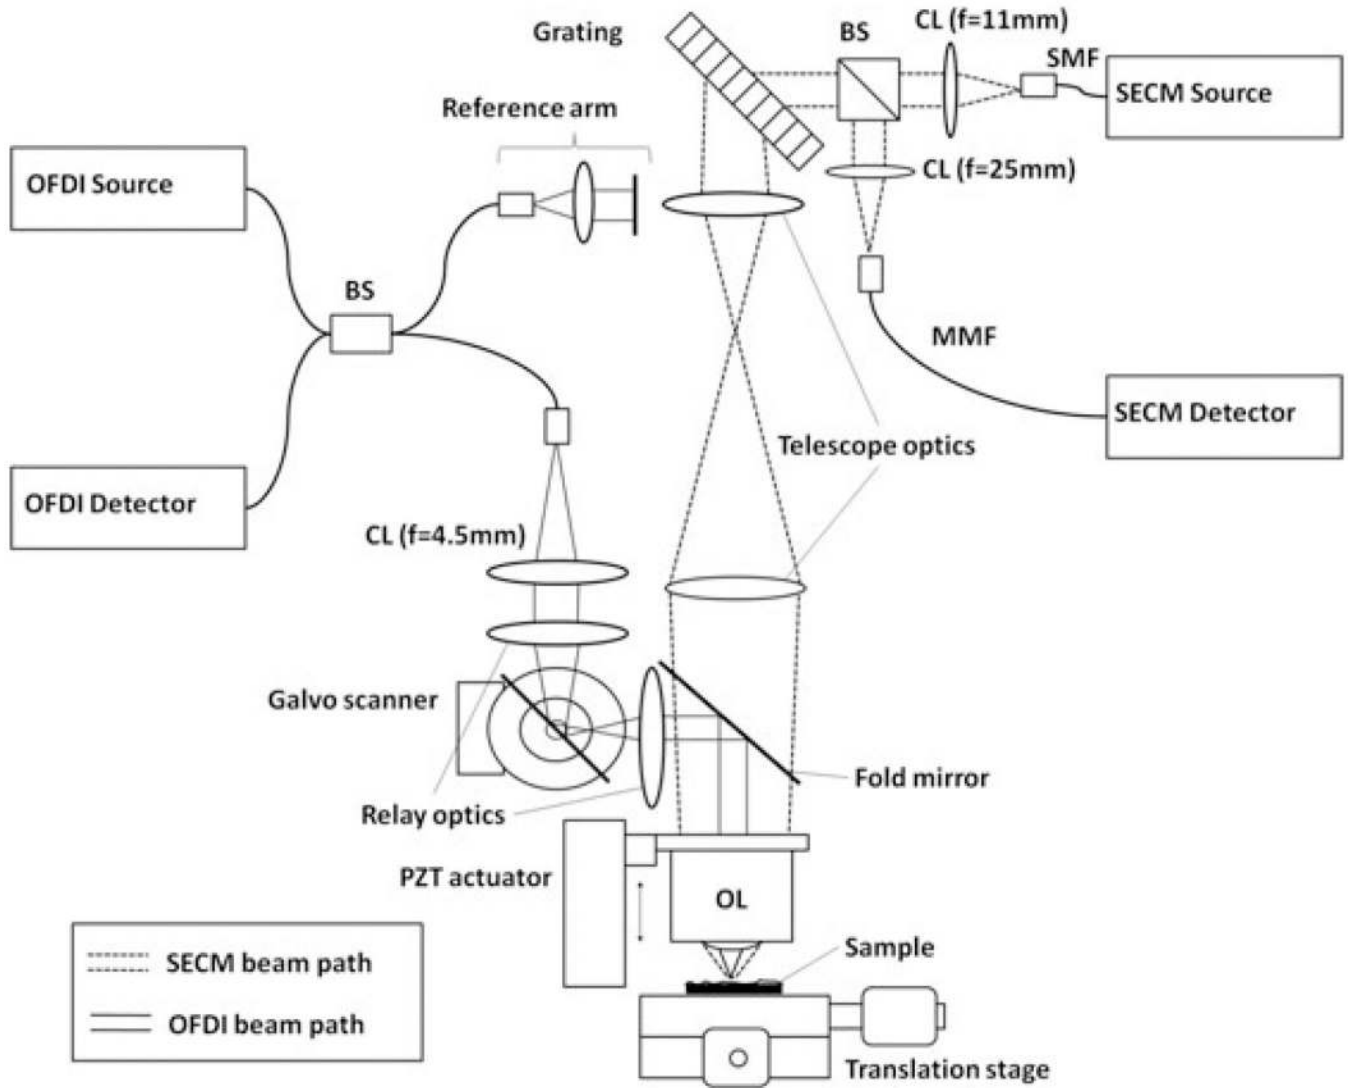 Grating
BS
CL (f=11mm)
SMF
SECM Source
Reference arm
OFDI Source
CL (f=25mm)
BS
MMF
SECM Detector
Telescope optics
OFDI Detector
CL (f=4.5mm)
Galvo scanner
Fold mirror
Relay optics
PZT actuator
OL
Sample
SECM beam path
OFDI beam path
Translation stage